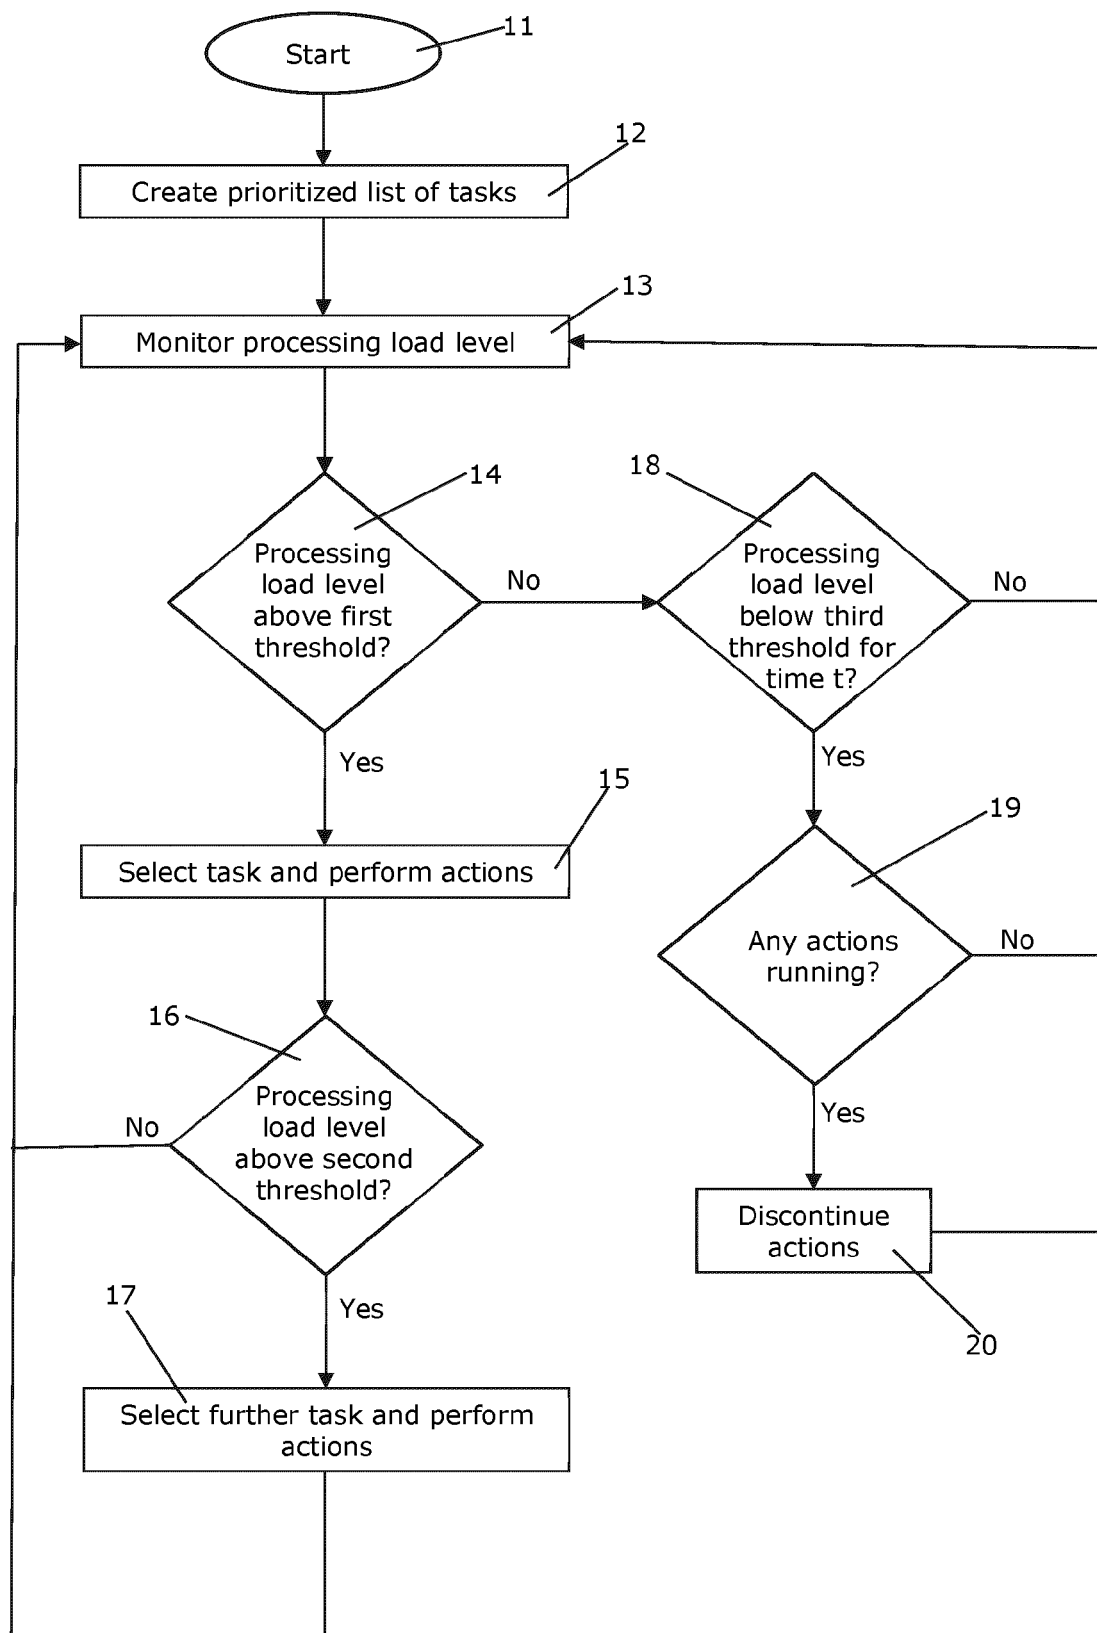 11
Start
12
Create prioritized list of tasks
13
Monitor processing load level
14
Processing
load level
above first
threshold?
No
18
Processing
load level
below third
threshold for
time t?
No
Yes
Yes
15
Select task and perform actions
19
Any actions
running?
No
16
Processing
load level
above second
threshold?
No
Yes
Yes
Discontinue
actions
20
17
Select further task and perform
actions